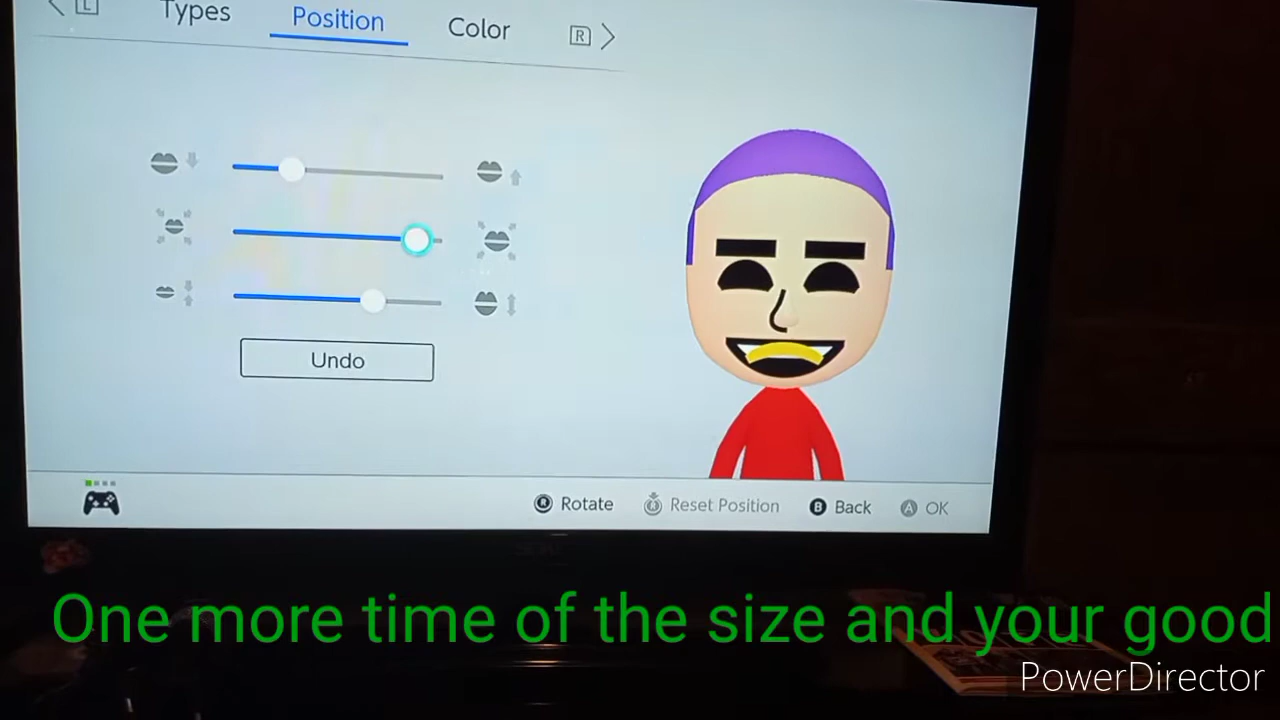 L Types Position Color R
Undo
R Rotate Reset Position B Back A OK
One more time of the size and your good
PowerDirector